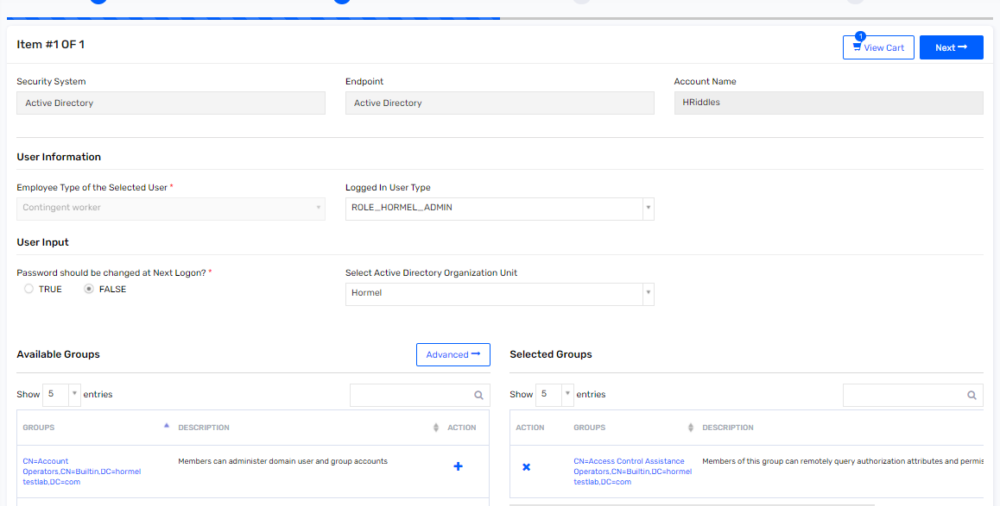 Item #1 OF 1
1
View Cart
Next
Security System
Endpoint
Account Name
Active Directory
Active Directory
HRiddles
User Information
Employee Type of the Selected User *
Logged In User Type
Contingent worker
ROLE_HORMEL_ADMIN
User Input
Password should be changed at Next Logon? *
Select Active Directory Organization Unit
TRUE
FALSE
Hormel
Available Groups
Advanced
Selected Groups
Show 5 entries
Show 5 entries
GROUPS
DESCRIPTION
ACTION
ACTION
GROUPS
DESCRIPTION
CN=Account
Operators,CN=Builtin,DC=hormel
testlab,DC=com
Members can administer domain user and group accounts
CN=Access Control Assistance
Operators,CN=Builtin,DC=hormel
testlab,DC=com
Members of this group can remotely query authorization attributes and permis